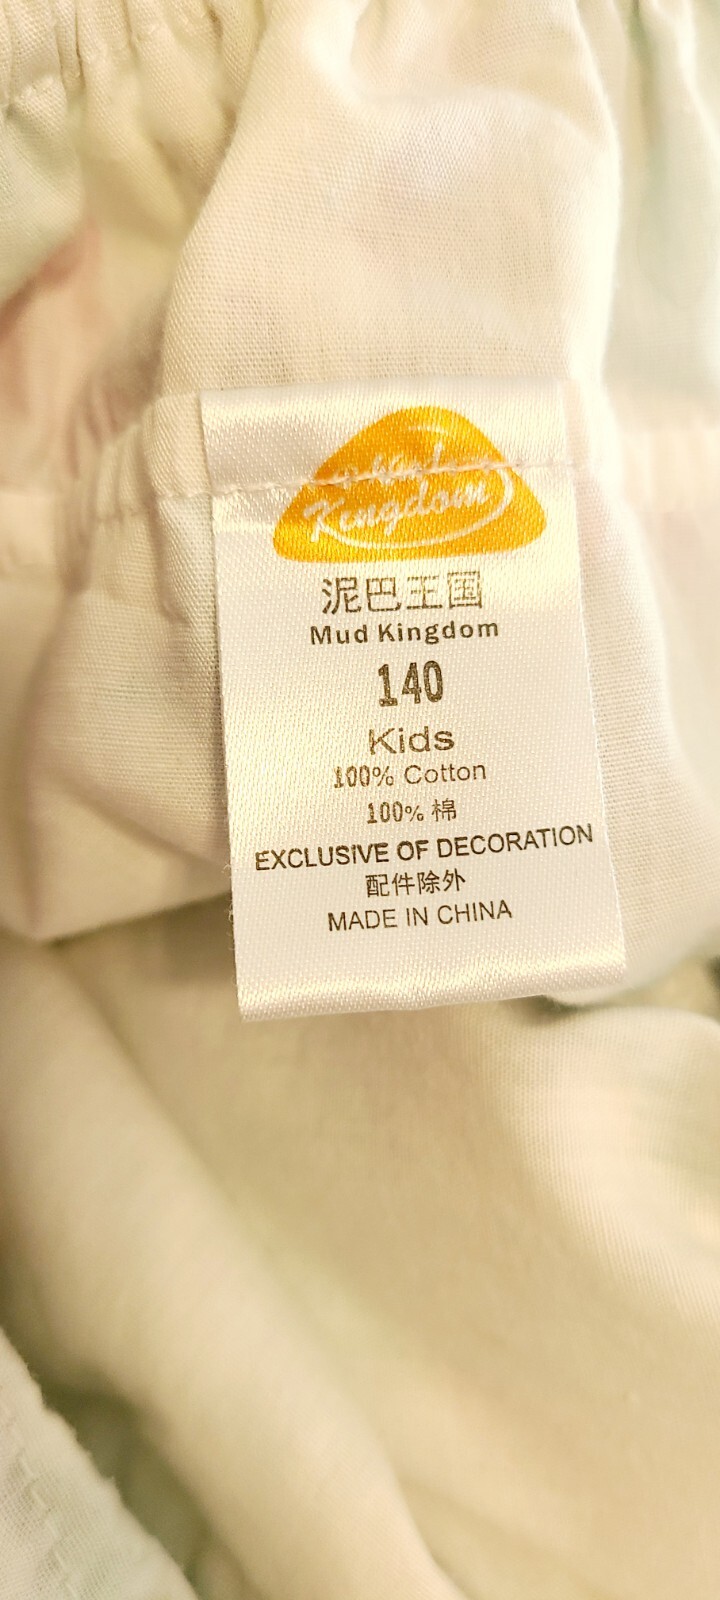 Kingdom
泥巴王国
Mud Kingdom
140
Kids
100% Cotton
100% 棉
EXCLUSIVE OF DECORATION
配件除外
MADE IN CHINA